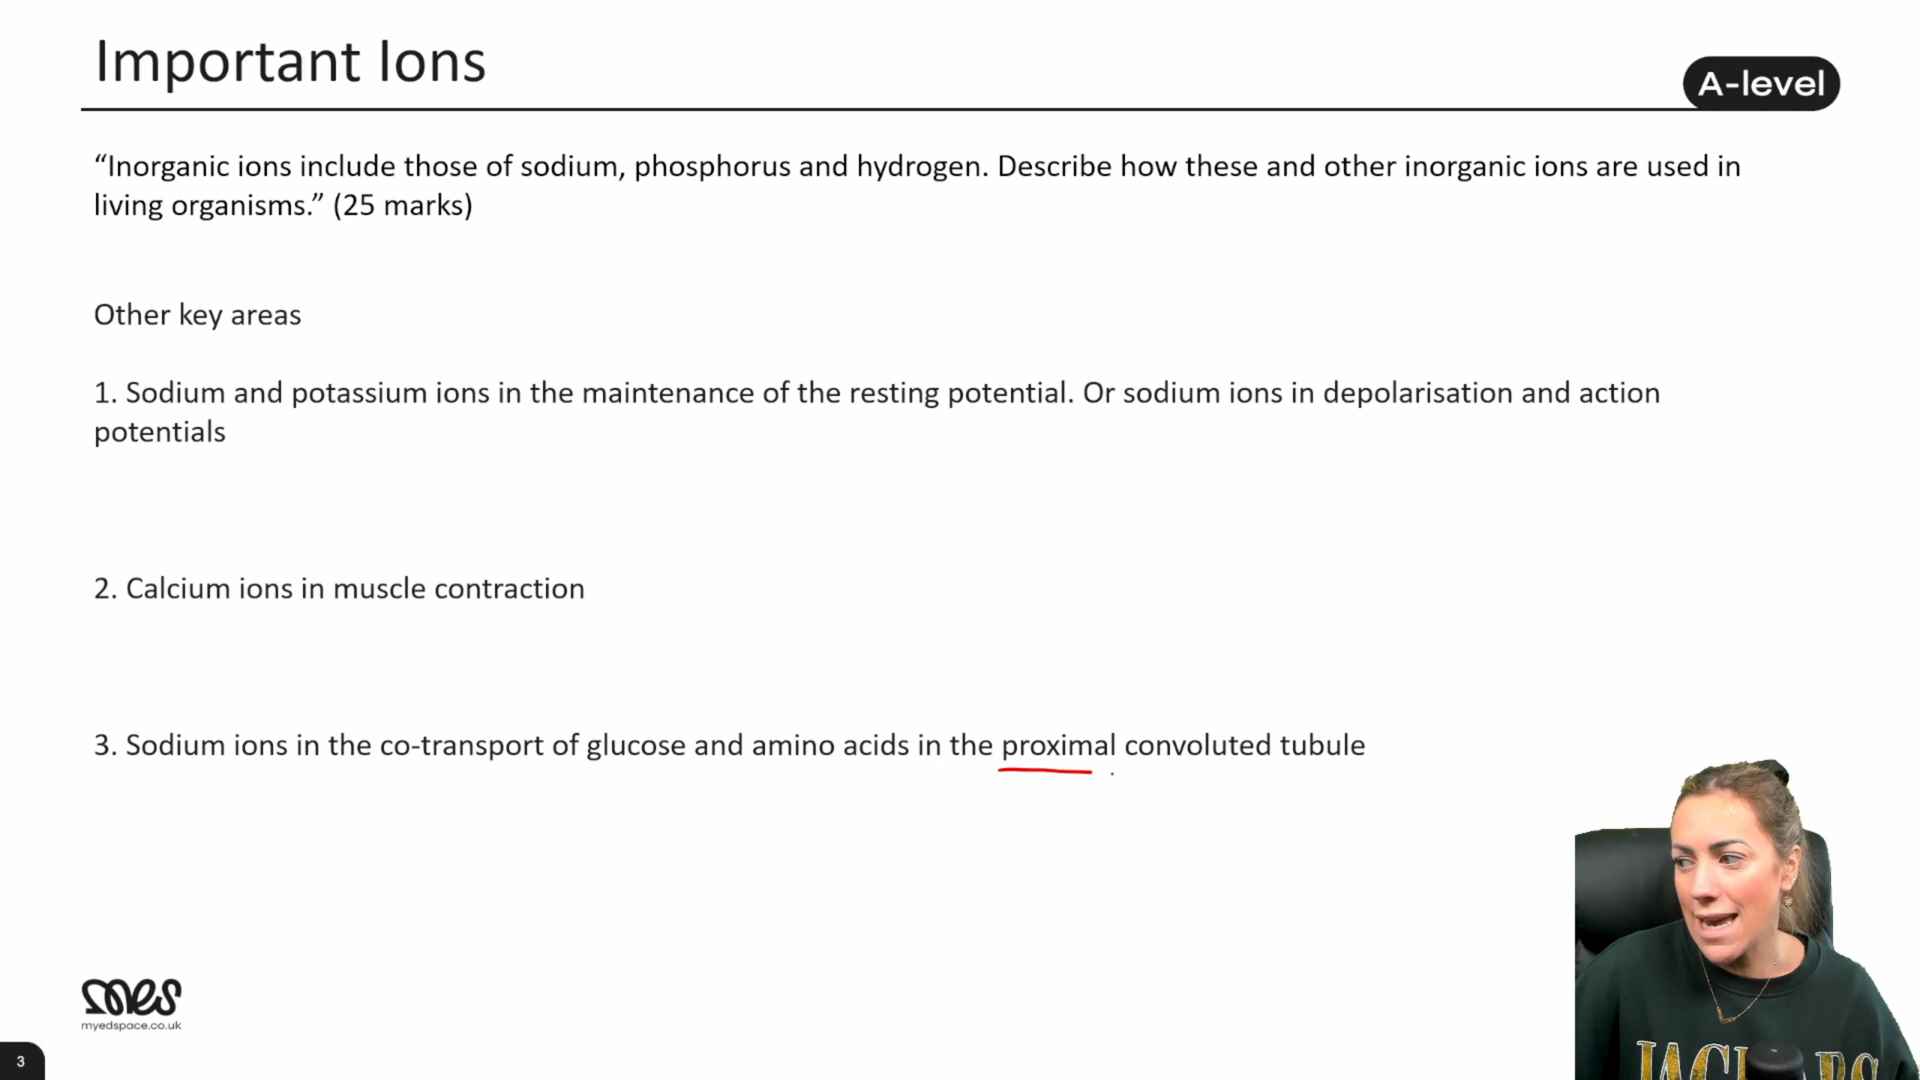 Important Ions
A-level
“Inorganic ions include those of sodium, phosphorus and hydrogen. Describe how these and other inorganic ions are used in
living organisms.” (25 marks)
Other key areas
1. Sodium and potassium ions in the maintenance of the resting potential. Or sodium ions in depolarisation and action
potentials
2. Calcium ions in muscle contraction
3. Sodium ions in the co-transport of glucose and amino acids in the proximal convoluted tubule
mes
myedspace.co.uk
3